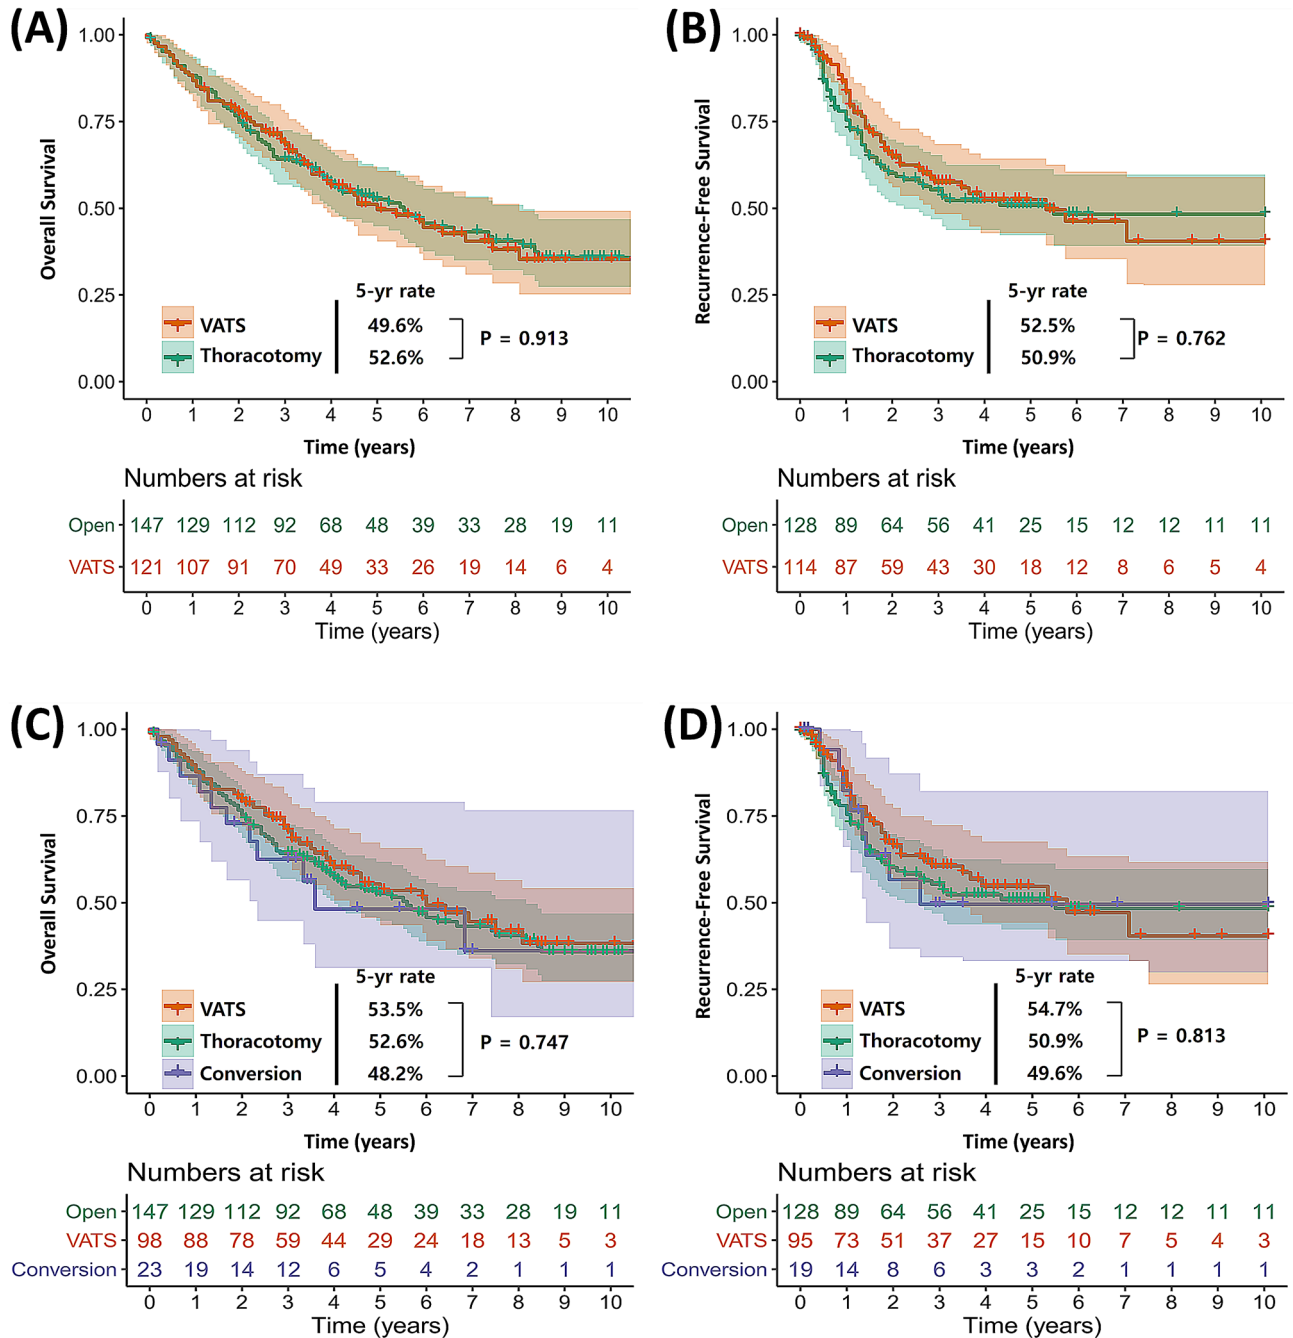 (A)
Overall Survival
1.00
0.75
0.50
0.25
0.00
5-yr rate
VATS 49.6%
Thoracotomy 52.6%
P = 0.913
0 1 2 3 4 5 6 7 8 9 10
Time (years)
Numbers at risk
Open 147 129 112 92 68 48 39 33 28 19 11
VATS 121 107 91 70 49 33 26 19 14 6 4
0 1 2 3 4 5 6 7 8 9 10
Time (years)
(B)
Recurrence-Free Survival
1.00
0.75
0.50
0.25
0.00
5-yr rate
VATS 52.5%
Thoracotomy 50.9%
P = 0.762
0 1 2 3 4 5 6 7 8 9 10
Time (years)
Numbers at risk
Open 128 89 64 56 41 25 15 12 12 11 11
VATS 114 87 59 43 30 18 12 8 6 5 4
0 1 2 3 4 5 6 7 8 9 10
Time (years)
(C)
Overall Survival
1.00
0.75
0.50
0.25
0.00
5-yr rate
VATS 53.5%
Thoracotomy 52.6%
Conversion 48.2%
P = 0.747
0 1 2 3 4 5 6 7 8 9 10
Time (years)
Numbers at risk
Open 147 129 112 92 68 48 39 33 28 19 11
VATS 98 88 78 59 44 29 24 18 13 5 3
Conversion 23 19 14 12 6 5 4 2 1 1 1
0 1 2 3 4 5 6 7 8 9 10
Time (years)
(D)
Recurrence-Free Survival
1.00
0.75
0.50
0.25
0.00
5-yr rate
VATS 54.7%
Thoracotomy 50.9%
Conversion 49.6%
P = 0.813
0 1 2 3 4 5 6 7 8 9 10
Time (years)
Numbers at risk
Open 128 89 64 56 41 25 15 12 12 11 11
VATS 95 73 51 37 27 15 10 7 5 4 3
Conversion 19 14 8 6 3 3 2 1 1 1 1
0 1 2 3 4 5 6 7 8 9 10
Time (years)